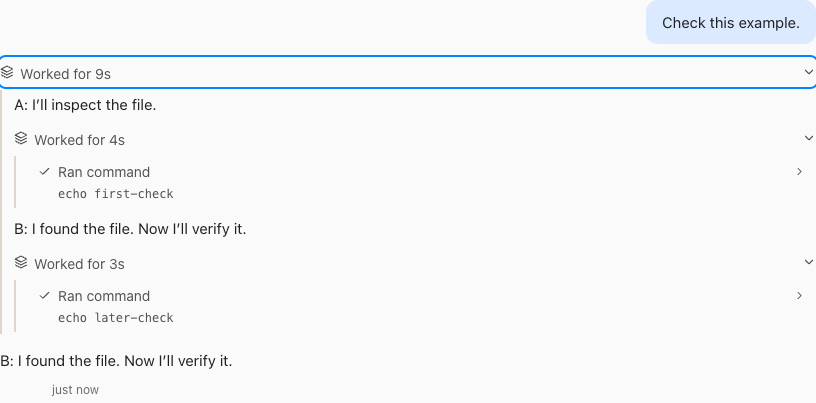 Check this example.
Worked for 9s
A: I’ll inspect the file.
Worked for 4s
Ran command
echo first-check
B: I found the file. Now I’ll verify it.
Worked for 3s
Ran command
echo later-check
B: I found the file. Now I’ll verify it.
just now